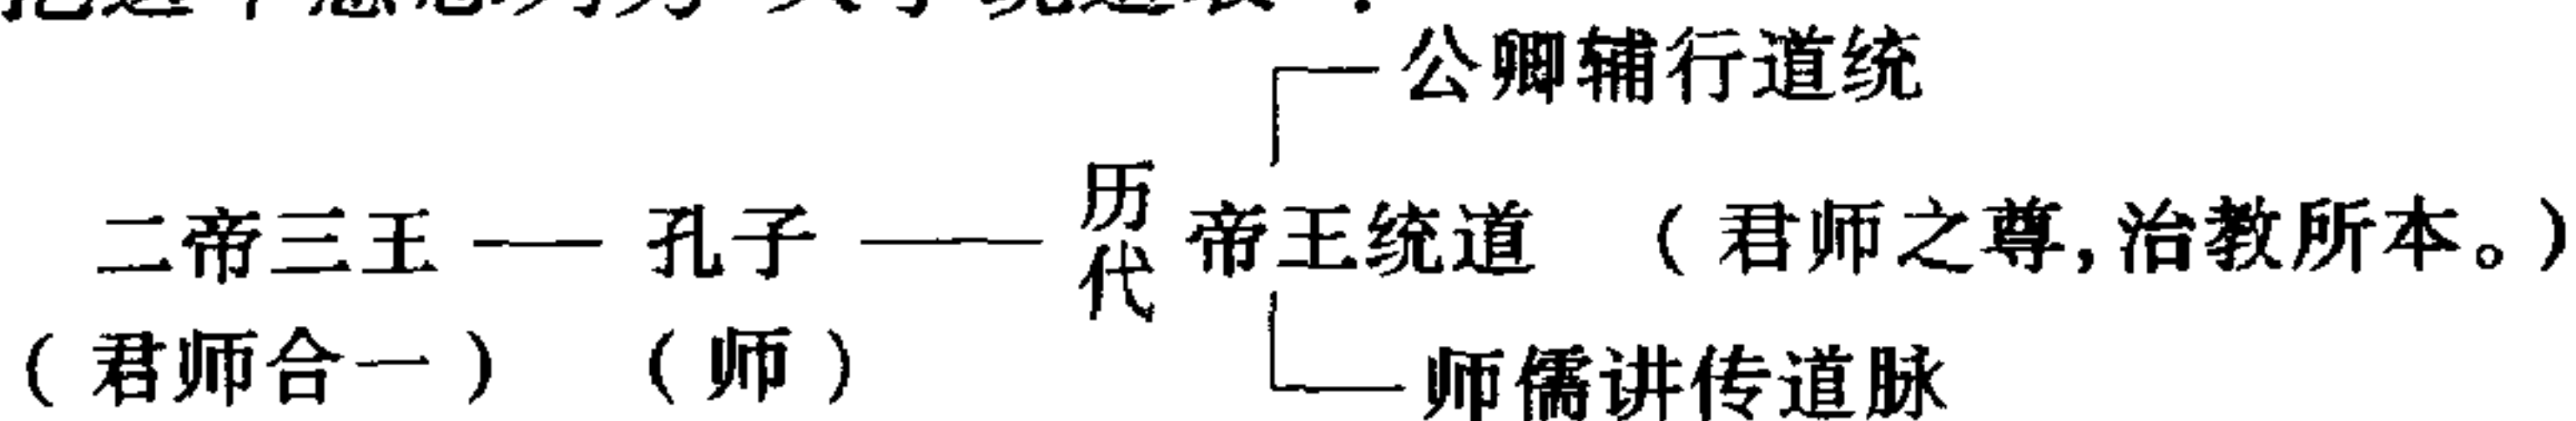 公卿辅行道统
二帝三王 —— 孔子 —— 历代 帝王统道 （君师之尊，治教所本。）
（君师合一） （师）
师儒讲传道脉